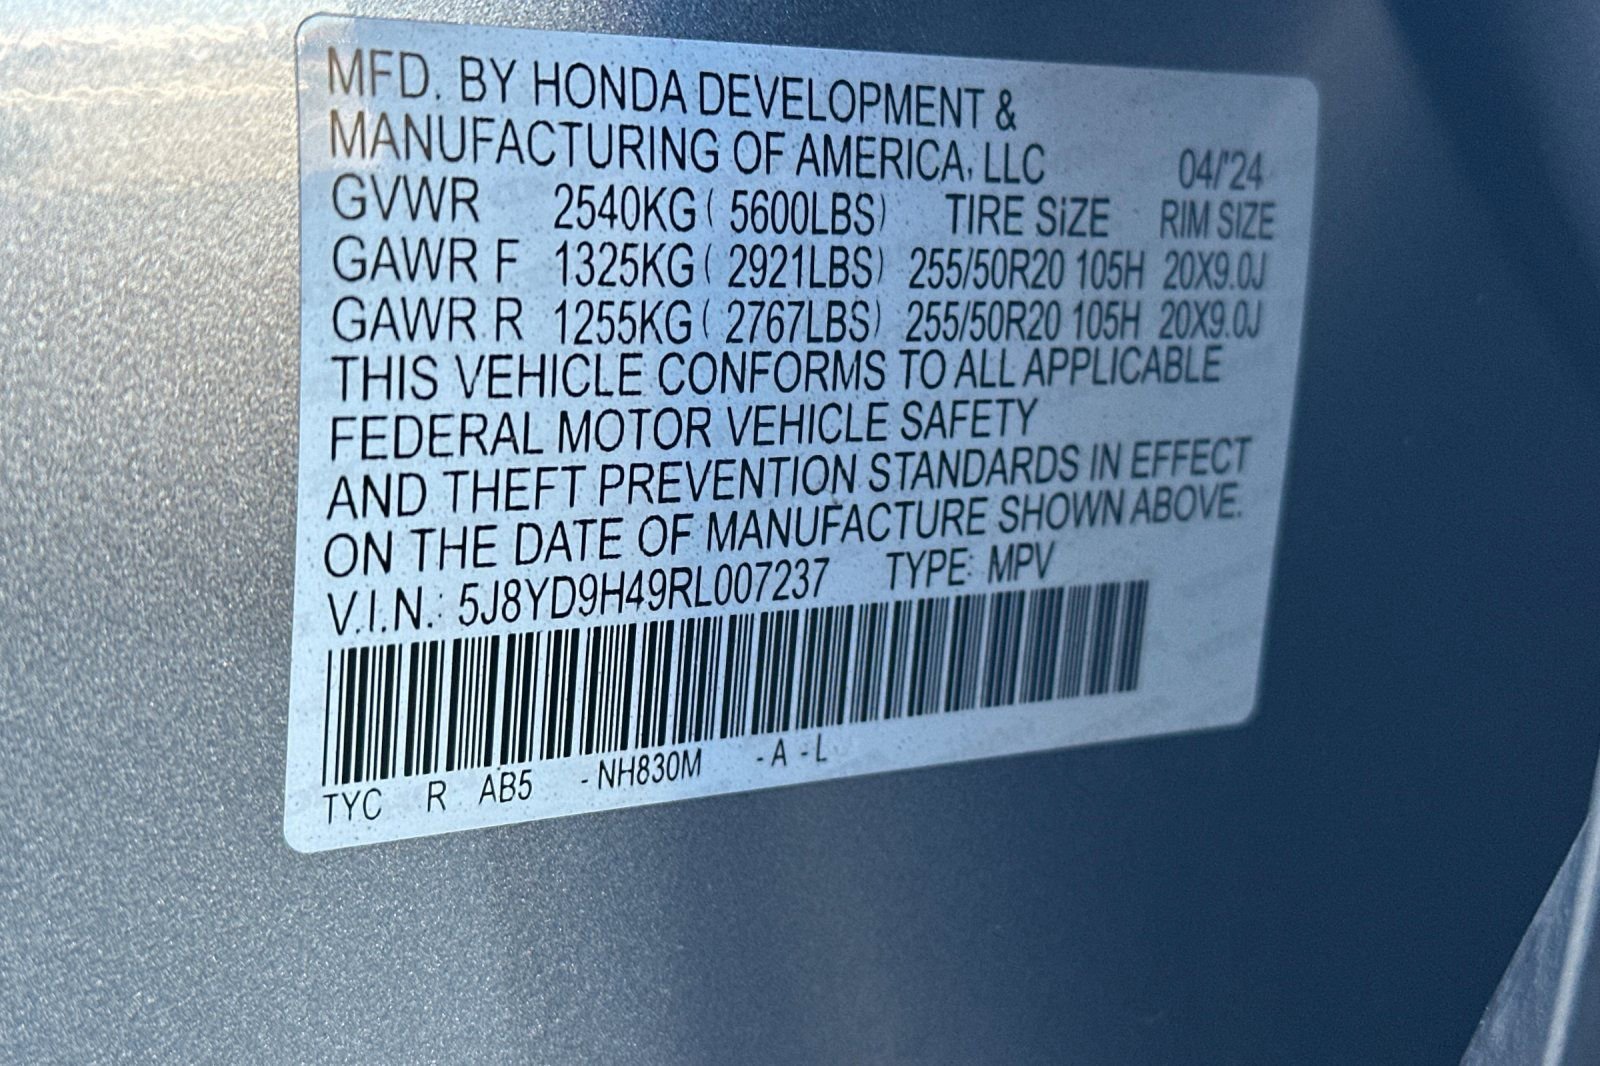 MFD. BY HONDA DEVELOPMENT &
MANUFACTURING OF AMERICA, LLC 04/'24
GVWR 2540KG ( 5600LBS) TIRE SIZE RIM SIZE
GAWR F 1325KG ( 2921LBS) 255/50R20 105H 20X9.0J
GAWR R 1255KG ( 2767LBS) 255/50R20 105H 20X9.0J
THIS VEHICLE CONFORMS TO ALL APPLICABLE
FEDERAL MOTOR VEHICLE SAFETY
AND THEFT PREVENTION STANDARDS IN EFFECT
ON THE DATE OF MANUFACTURE SHOWN ABOVE.
V.I.N.: 5J8YD9H49RL007237 TYPE: MPV
TYC R AB5 -NH830M -A -L